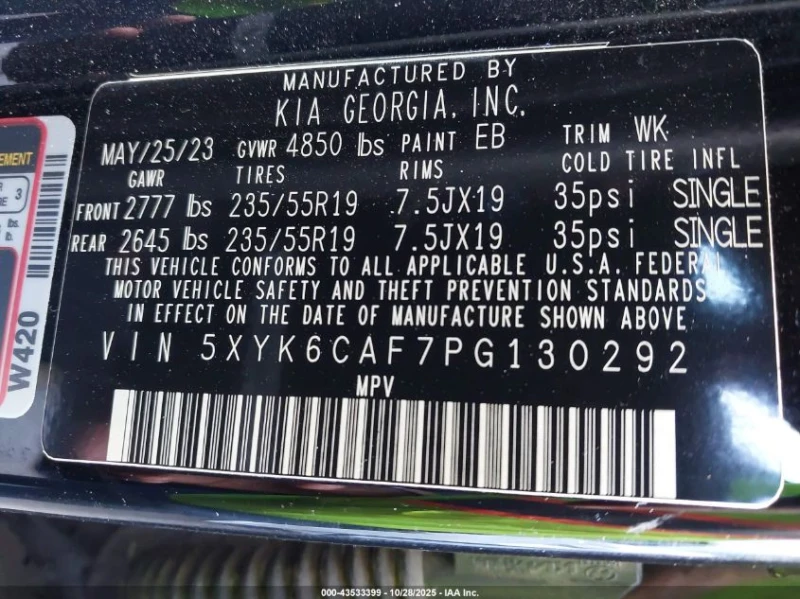 MANUFACTURED BY
KIA GEORGIA, INC.
MAY/25/23 GVWR 4850 lbs PAINT EB TRIM WK
GAWR TIRES RIMS COLD TIRE INFL
FRONT 2777 lbs 235/55R19 7.5JX19 35psi SINGLE
REAR 2645 lbs 235/55R19 7.5JX19 35psi SINGLE
THIS VEHICLE CONFORMS TO ALL APPLICABLE U.S.A. FEDERAL
MOTOR VEHICLE SAFETY AND THEFT PREVENTION STANDARDS
IN EFFECT ON THE DATE OF MANUFACTURE SHOWN ABOVE
VIN 5XYK6CAF7PG130292
MPV
W420
3
000-43533399 - 10/28/2025 - IAA Inc.